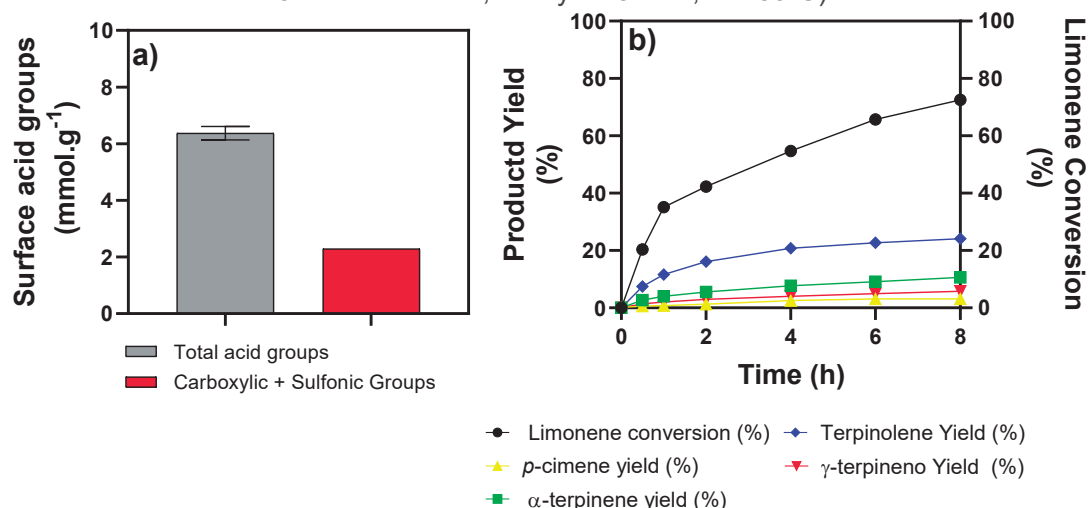 a)
Surface acid groups
(mmol.g⁻¹)
10
8
6
4
2
0
Total acid groups
Carboxylic + Sulfonic Groups
b)
Productd Yield
(%)
100
80
60
40
20
0
Limonene Conversion
(%)
100
80
60
40
20
0
0 2 4 6 8
Time (h)
Limonene conversion (%) Terpinolene Yield (%)
p-cimene yield (%) γ-terpineno Yield (%)
α-terpinene yield (%)